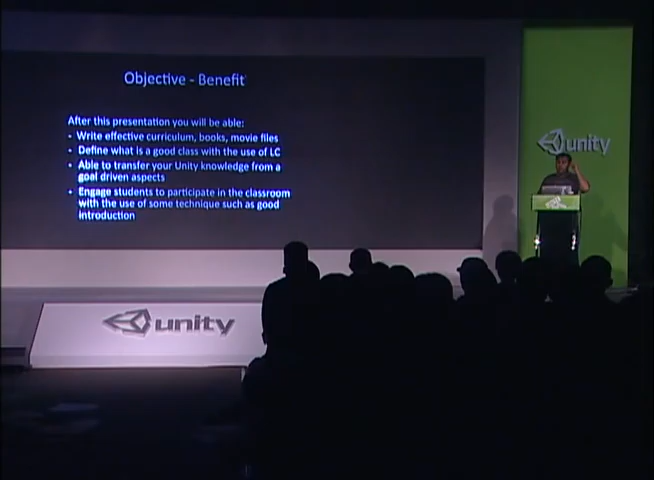 Objective - Benefit
After this presentation you will be able:
• Write effective curriculum, books, movie files
• Define what is a good class with the use of LC
• Able to transfer your Unity knowledge from a
goal driven aspects
• Engage students to participate in the classroom
with the use of some technique such as good
introduction
unity
unity